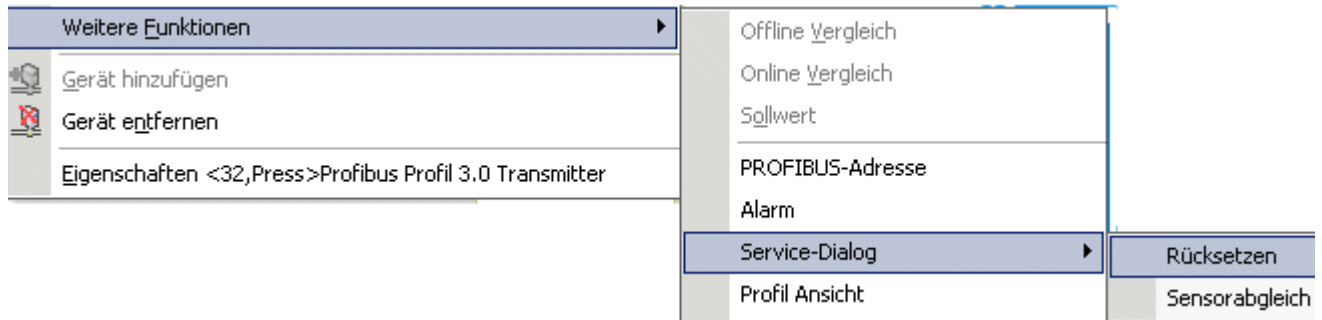 Weitere Funktionen
Gerät hinzufügen
Gerät entfernen
Eigenschaften <32,Press>Profibus Profil 3.0 Transmitter
Offline Vergleich
Online Vergleich
Sollwert
PROFIBUS-Adresse
Alarm
Service-Dialog
Profil Ansicht
Rücksetzen
Sensorabgleich